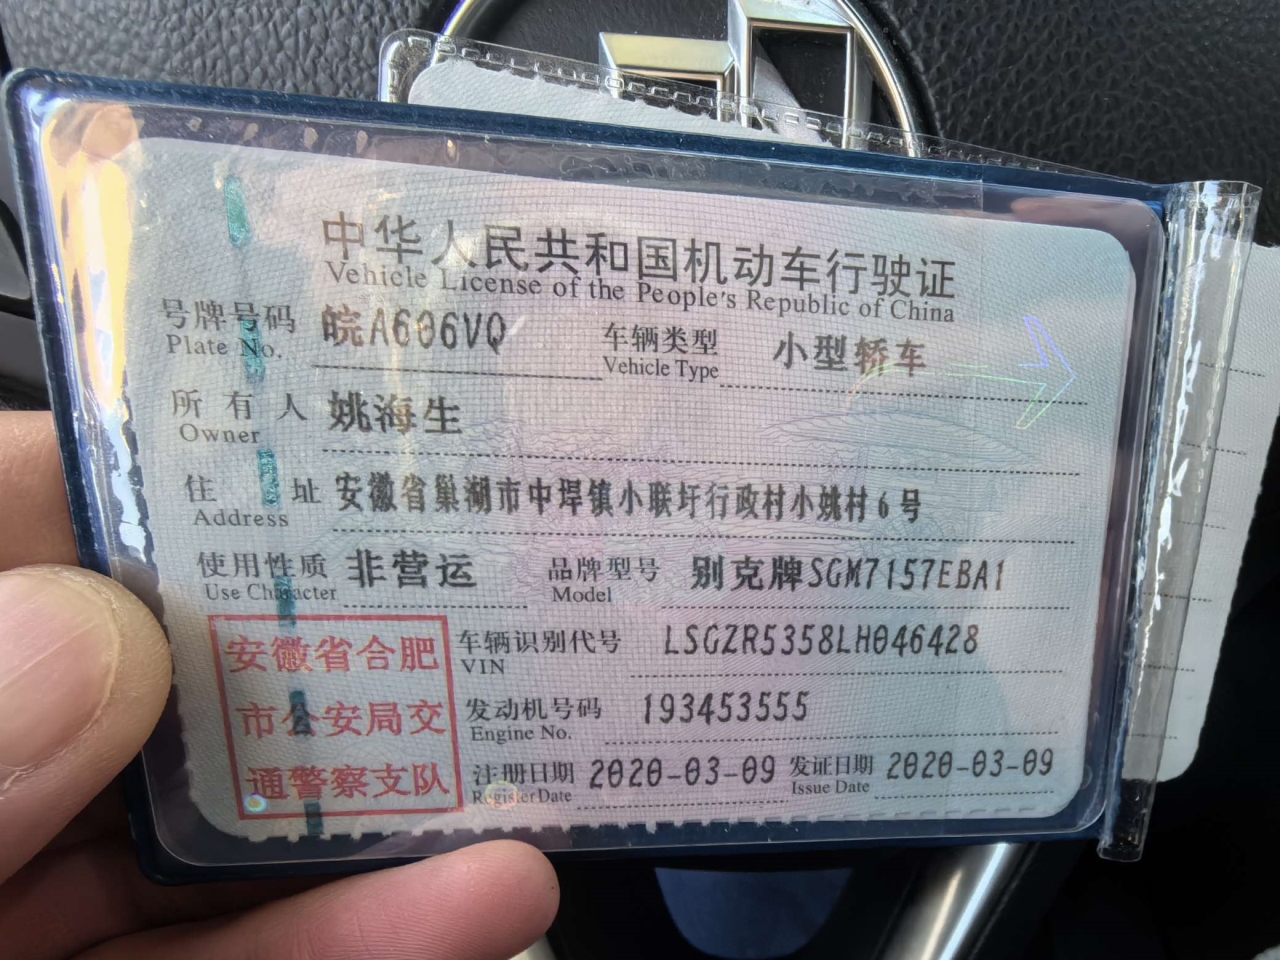 中华人民共和国机动车行驶证
Vehicle License of the People's Republic of China
号牌号码 皖A606VQ 车辆类型 小型轿车
Plate No. Vehicle Type
所有人 姚海生
Owner
住址 安徽省巢湖市中垾镇小联圩行政村小姚村6号
Address
使用性质 非营运 品牌型号 别克牌SGM7157EBA1
Use Character Model
安徽省合肥 车辆识别代号 LSGZR5358LH046428
VIN
市公安局交 发动机号码 193453555
Engine No.
通警察支队 注册日期 2020-03-09 发证日期 2020-03-09
Register Date Issue Date